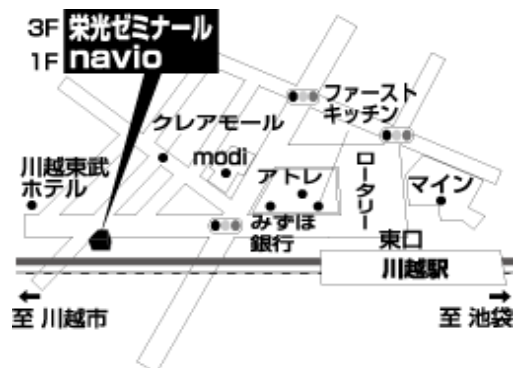 3F 栄光ゼミナール
1F navio
ファースト
キッチン
クレアモール
modi
川越東武
ホテル
アトレ
ロータリー
マイン
みずほ
銀行
東口
川越駅
至 川越市
至 池袋